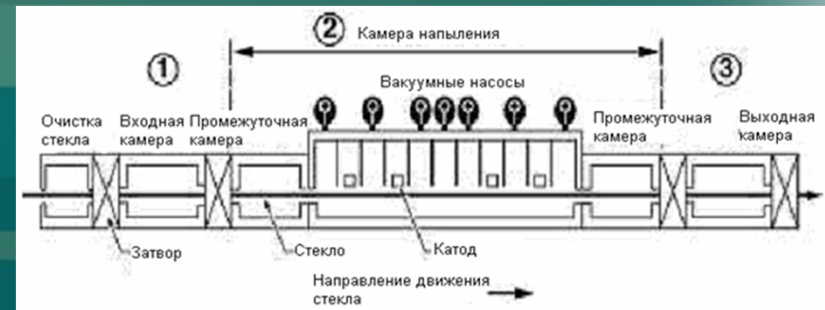 ②
Камера напыления
①
③
Вакуумные насосы
Очистка
стекла
Входная
камера
Промежуточная
камера
Промежуточная
камера
Выходная
камера
Затвор
Стекло
Катод
Направление движения
стекла